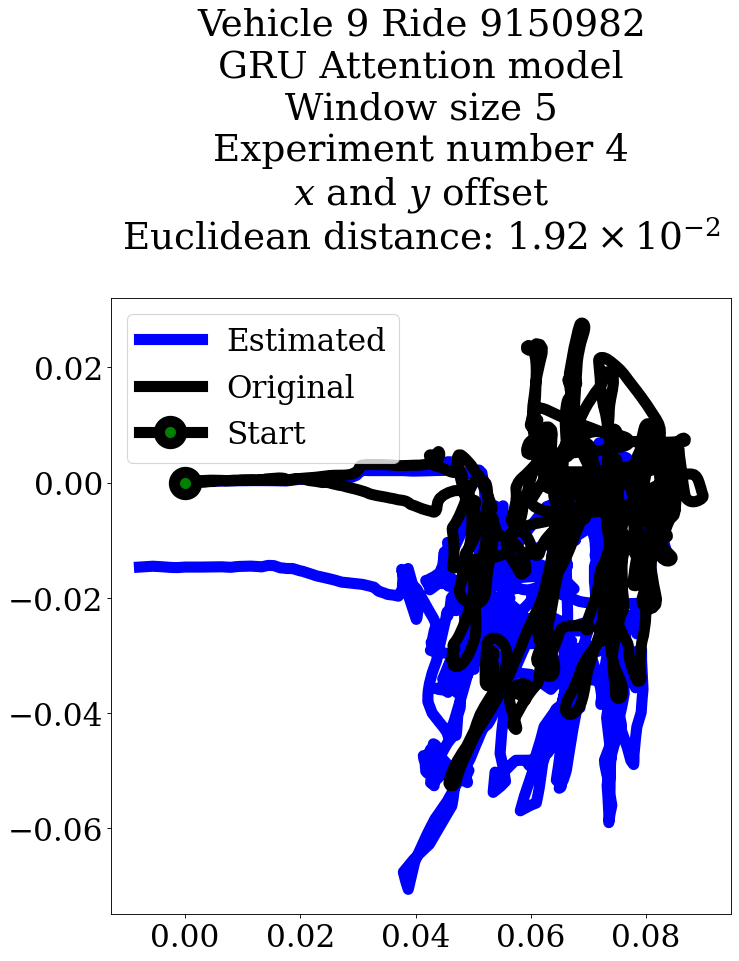 Vehicle 9 Ride 9150982
GRU Attention model
Window size 5
Experiment number 4
x and y offset
Euclidean distance: 1.92 × 10⁻²
Estimated
Original
Start
0.02
0.00
−0.02
−0.04
−0.06
0.00 0.02 0.04 0.06 0.08